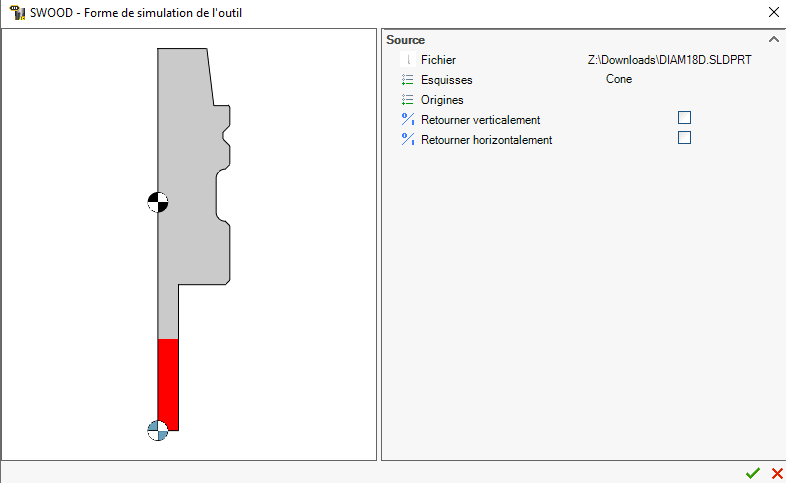 SWOOD - Forme de simulation de l'outil
Source
Fichier Z:\Downloads\DIAM18D.SLDPRT
Esquisses Cone
Origines
Retourner verticalement
Retourner horizontalement